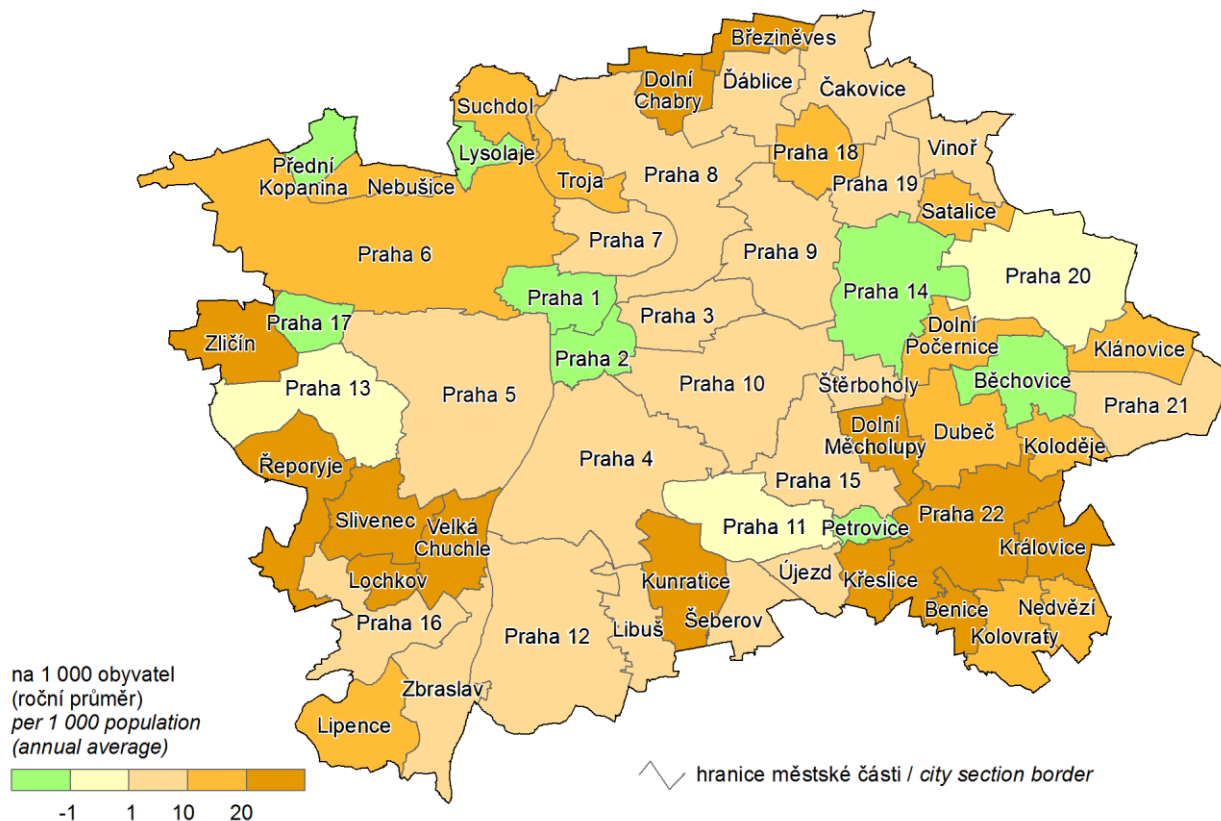 Březiněves
Dolní
Chabry
Ďáblice
Čakovice
Suchdol
Přední
Kopanina
Lysolaje
Nebušice
Troja
Praha 8
Praha 18
Vinoř
Praha 19
Satalice
Praha 6
Praha 7
Praha 9
Praha 20
Praha 1
Praha 14
Praha 3
Praha 17
Zličín
Praha 2
Dolní
Počernice
Klánovice
Praha 13
Praha 5
Praha 10
Štěrboholy
Běchovice
Praha 21
Dolní
Měcholupy
Dubeč
Koloděje
Řeporyje
Praha 4
Praha 15
Slivenec
Velká
Chuchle
Praha 11
Petrovice
Praha 22
Královice
Lochkov
Kunratice
Újezd
Křeslice
Praha 16
Praha 12
Libuš
Šeberov
Benice
Nedvězí
Kolovraty
Zbraslav
Lipence
na 1 000 obyvatel
(roční průměr)
per 1 000 population
(annual average)
-1 1 10 20
hranice městské části / city section border